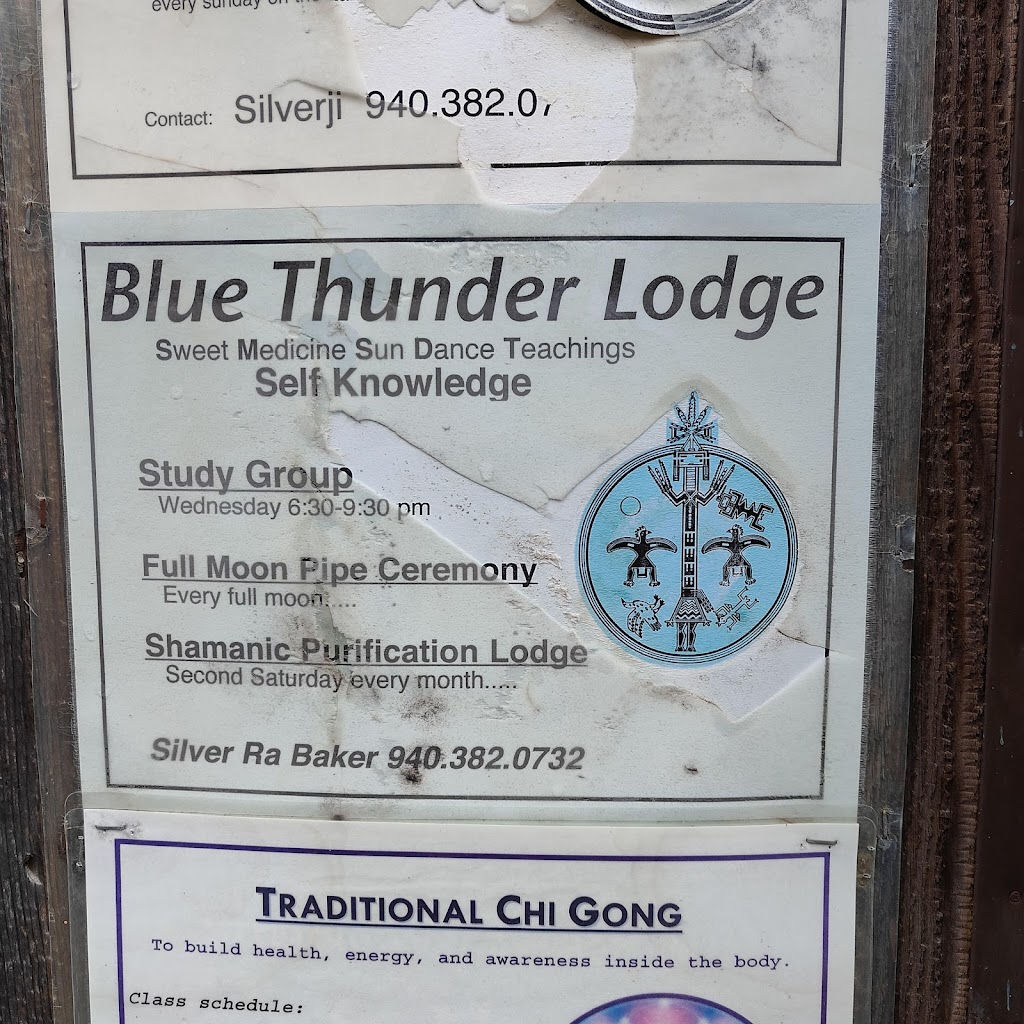 every sunday on the
Contact: Silverji 940.382.07
Blue Thunder Lodge
Sweet Medicine Sun Dance Teachings
Self Knowledge
Study Group
Wednesday 6:30-9:30 pm
Full Moon Pipe Ceremony
Every full moon.....
Shamanic Purification Lodge
Second Saturday every month.....
Silver Ra Baker 940.382.0732
TRADITIONAL CHI GONG
To build health, energy, and awareness inside the body.
Class schedule: